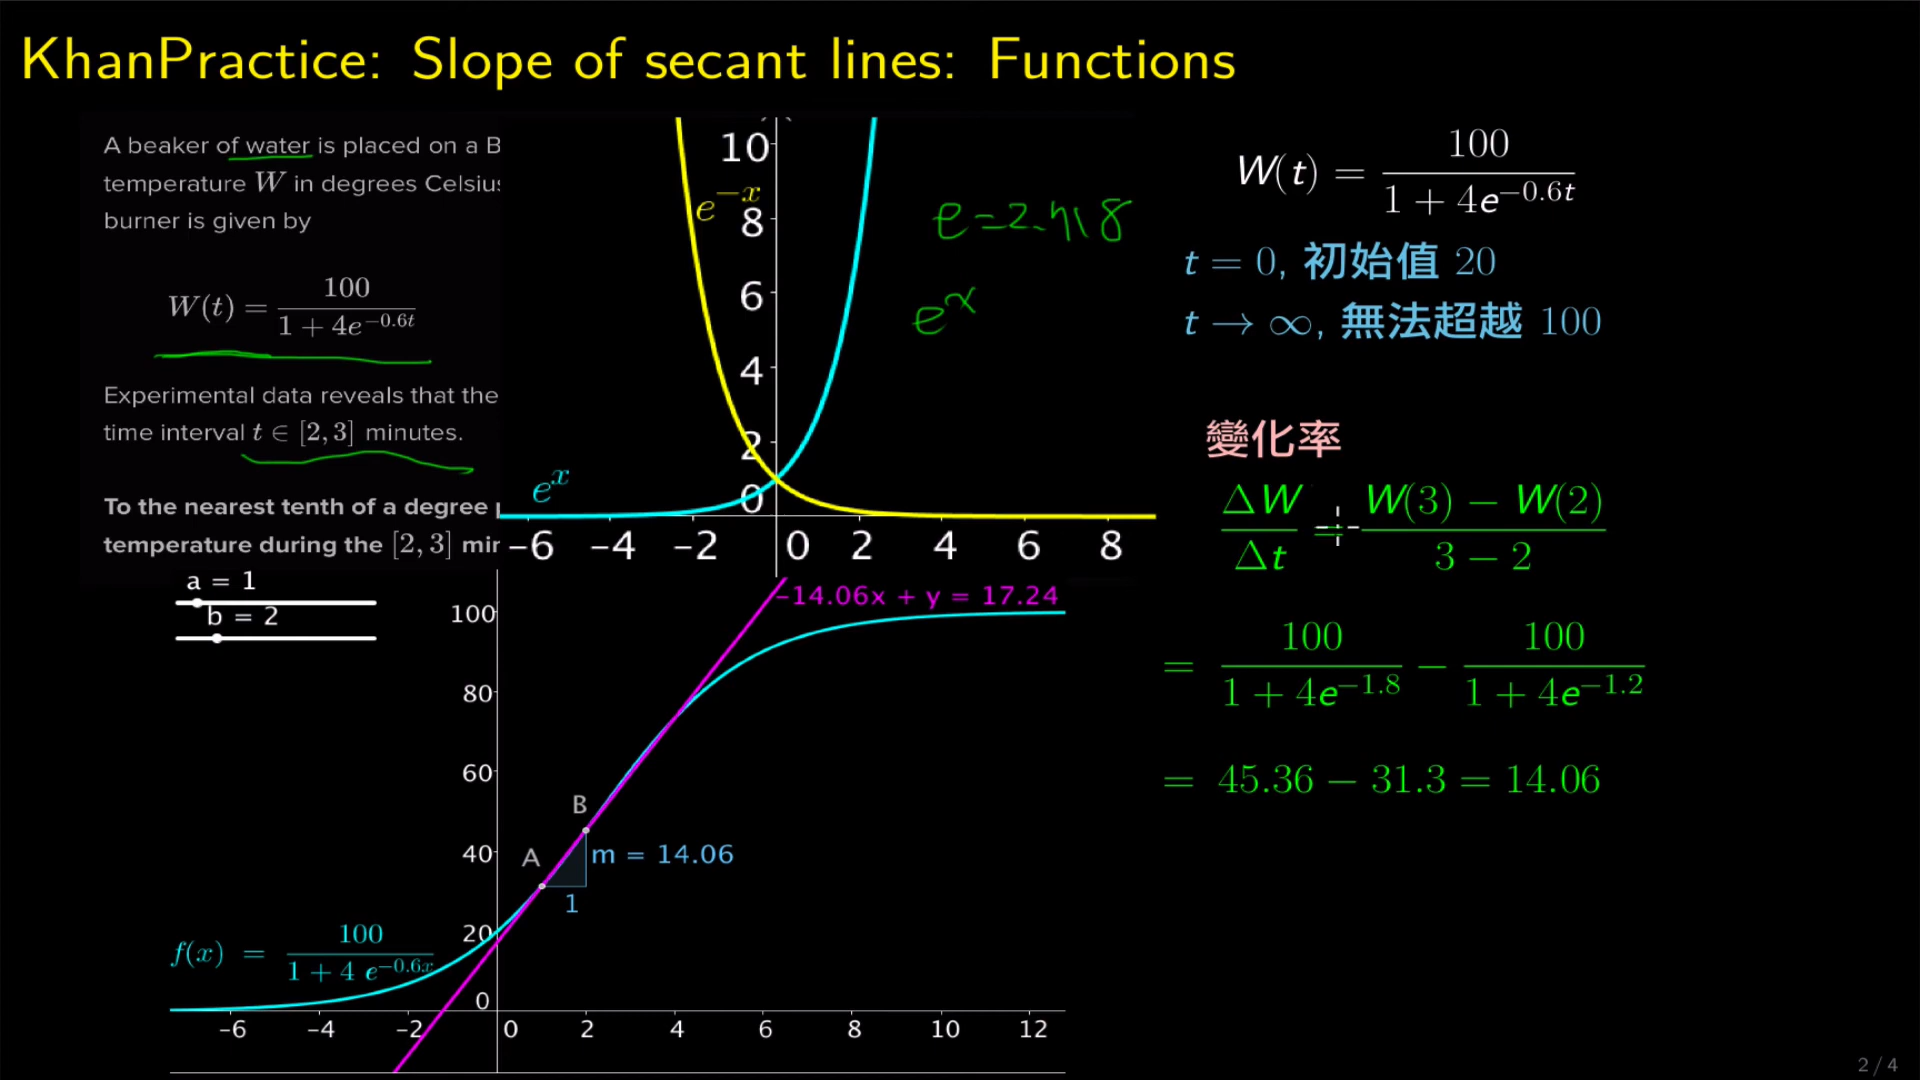 KhanPractice: Slope of secant lines: Functions
A beaker of water is placed on a B
temperature W in degrees Celsius
burner is given by
W(t) = 100 / (1 + 4e^{-0.6t})
Experimental data reveals that the
time interval t ∈ [2, 3] minutes.
To the nearest tenth of a degree
temperature during the [2, 3] min
10
8
6
4
2
0
e^{-x}
e^x
-6 -4 -2 0 2 4 6 8
e=2.718
e^x
a = 1
b = 2
-14.06x + y = 17.24
100
80
60
40
20
0
B
A
m = 14.06
1
f(x) = 100 / (1 + 4 e^{-0.6x})
-6 -4 -2 0 2 4 6 8 10 12
W(t) = 100 / (1 + 4e^{-0.6t})
t = 0, 初始值 20
t → ∞, 無法超越 100
變化率
ΔW / Δt = (W(3) − W(2)) / (3 − 2)
= 100 / (1 + 4e^{-1.8}) − 100 / (1 + 4e^{-1.2})
= 45.36 − 31.3 = 14.06
2 / 4